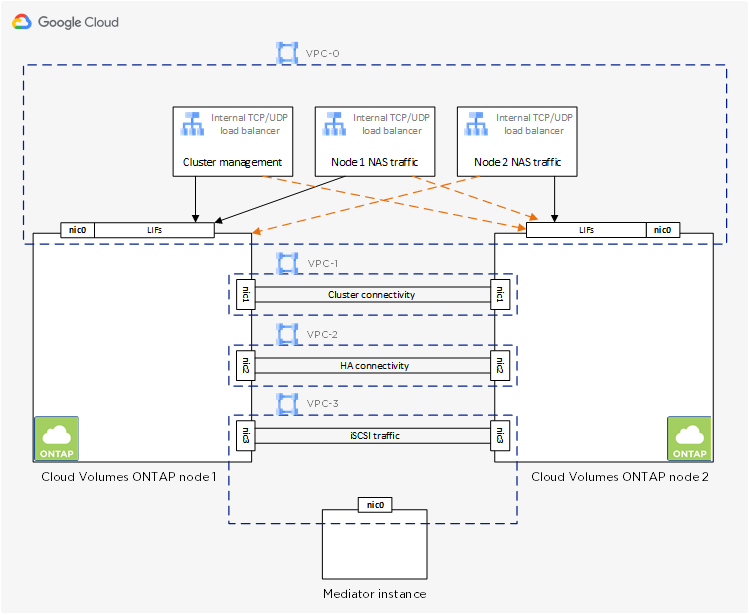 Google Cloud
VPC-0
Internal TCP/UDP
load balancer
Cluster management
Internal TCP/UDP
load balancer
Node 1 NAS traffic
Internal TCP/UDP
load balancer
Node 2 NAS traffic
nic0
LIFs
LIFs
nic0
VPC-1
nic1
Cluster connectivity
nic1
VPC-2
nic2
HA connectivity
nic2
VPC-3
nic3
iSCSI traffic
nic3
ONTAP
ONTAP
Cloud Volumes ONTAP node 1
Cloud Volumes ONTAP node 2
nic0
Mediator instance